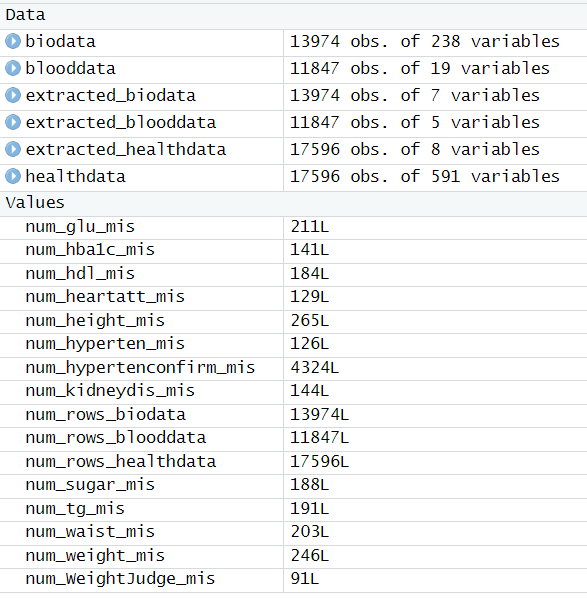 Data
biodata 13974 obs. of 238 variables
blooddata 11847 obs. of 19 variables
extracted_biodata 13974 obs. of 7 variables
extracted_blooddata 11847 obs. of 5 variables
extracted_healthdata 17596 obs. of 8 variables
healthdata 17596 obs. of 591 variables
Values
num_glu_mis 211L
num_hba1c_mis 141L
num_hdl_mis 184L
num_heartatt_mis 129L
num_height_mis 265L
num_hyperten_mis 126L
num_hypertenconfirm_mis 4324L
num_kidneydis_mis 144L
num_rows_biodata 13974L
num_rows_blooddata 11847L
num_rows_healthdata 17596L
num_sugar_mis 188L
num_tg_mis 191L
num_waist_mis 203L
num_weight_mis 246L
num_WeightJudge_mis 91L